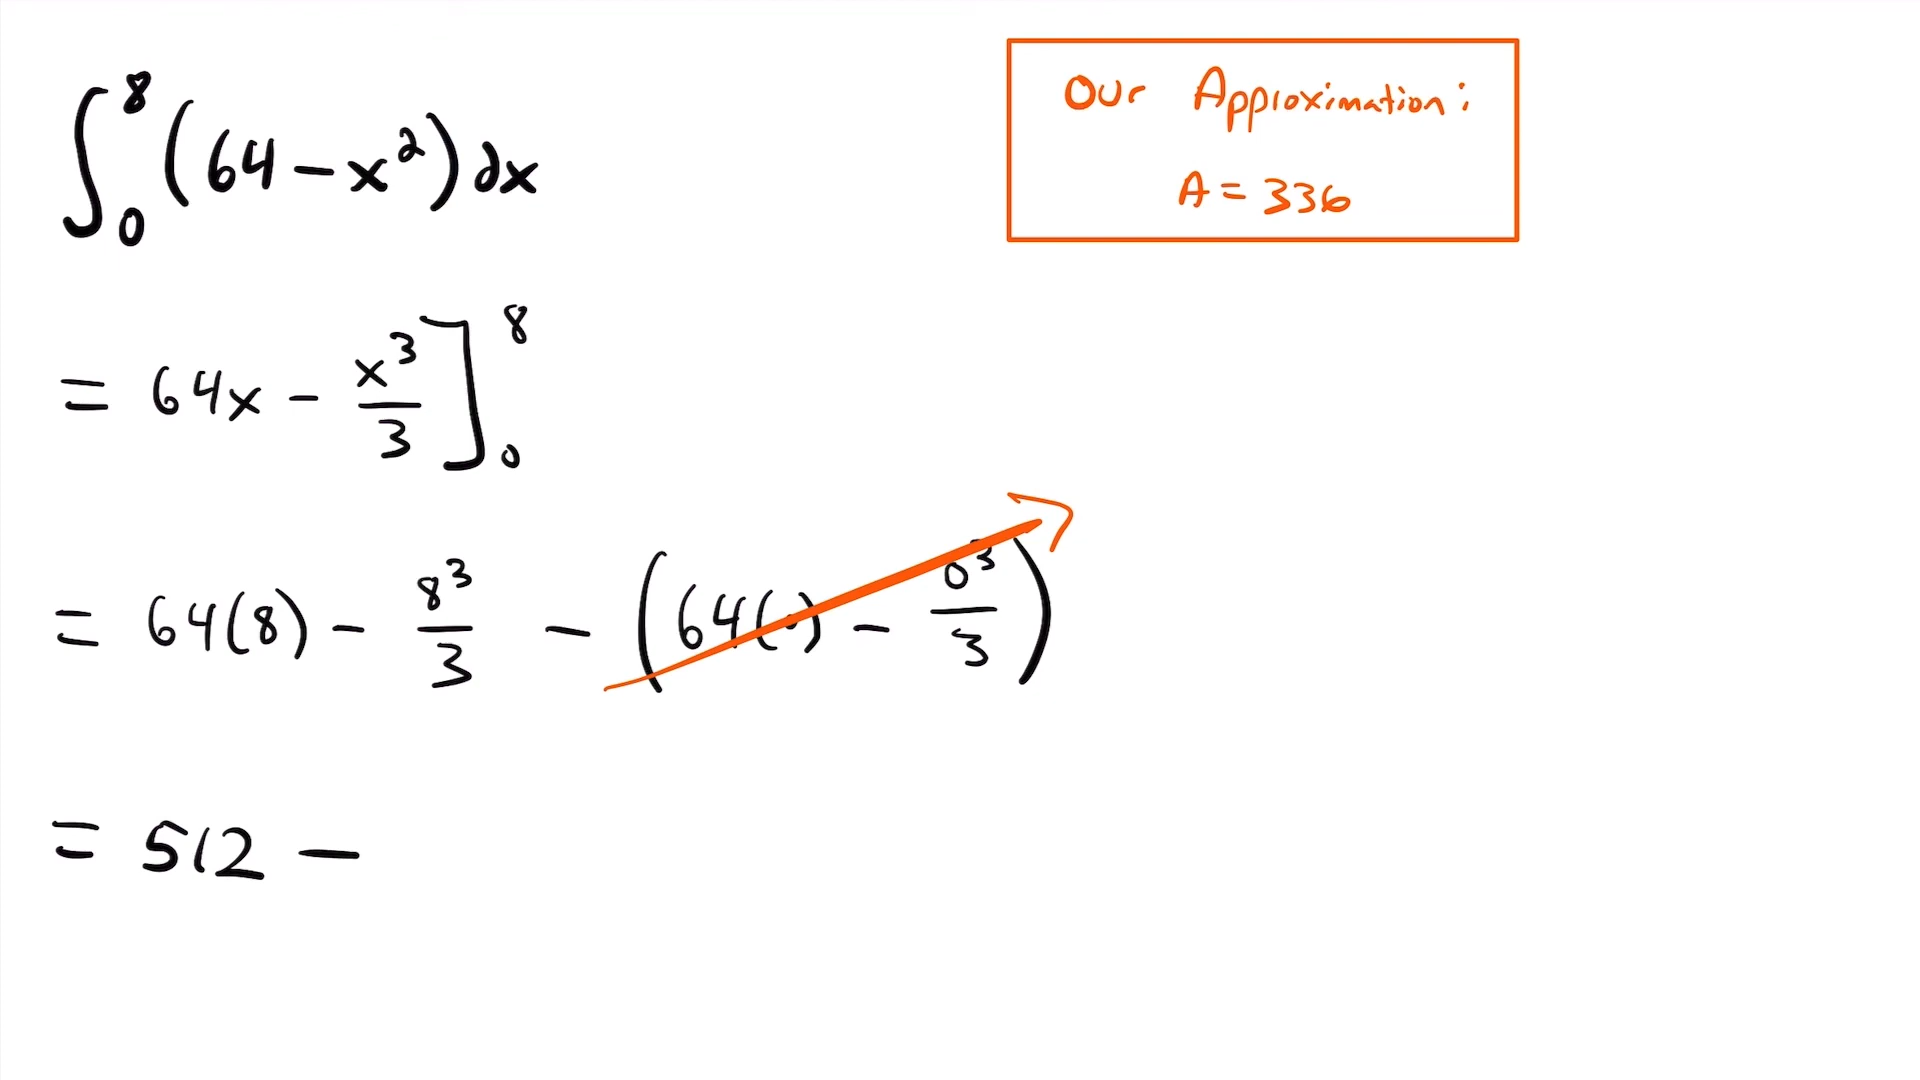 ∫₀⁸ (64 − x²) dx
Our Approximation:
A = 336
= 64x − x³/3 ]₀⁸
= 64(8) − 8³/3 − (64(0) − 0³/3)
= 512 −